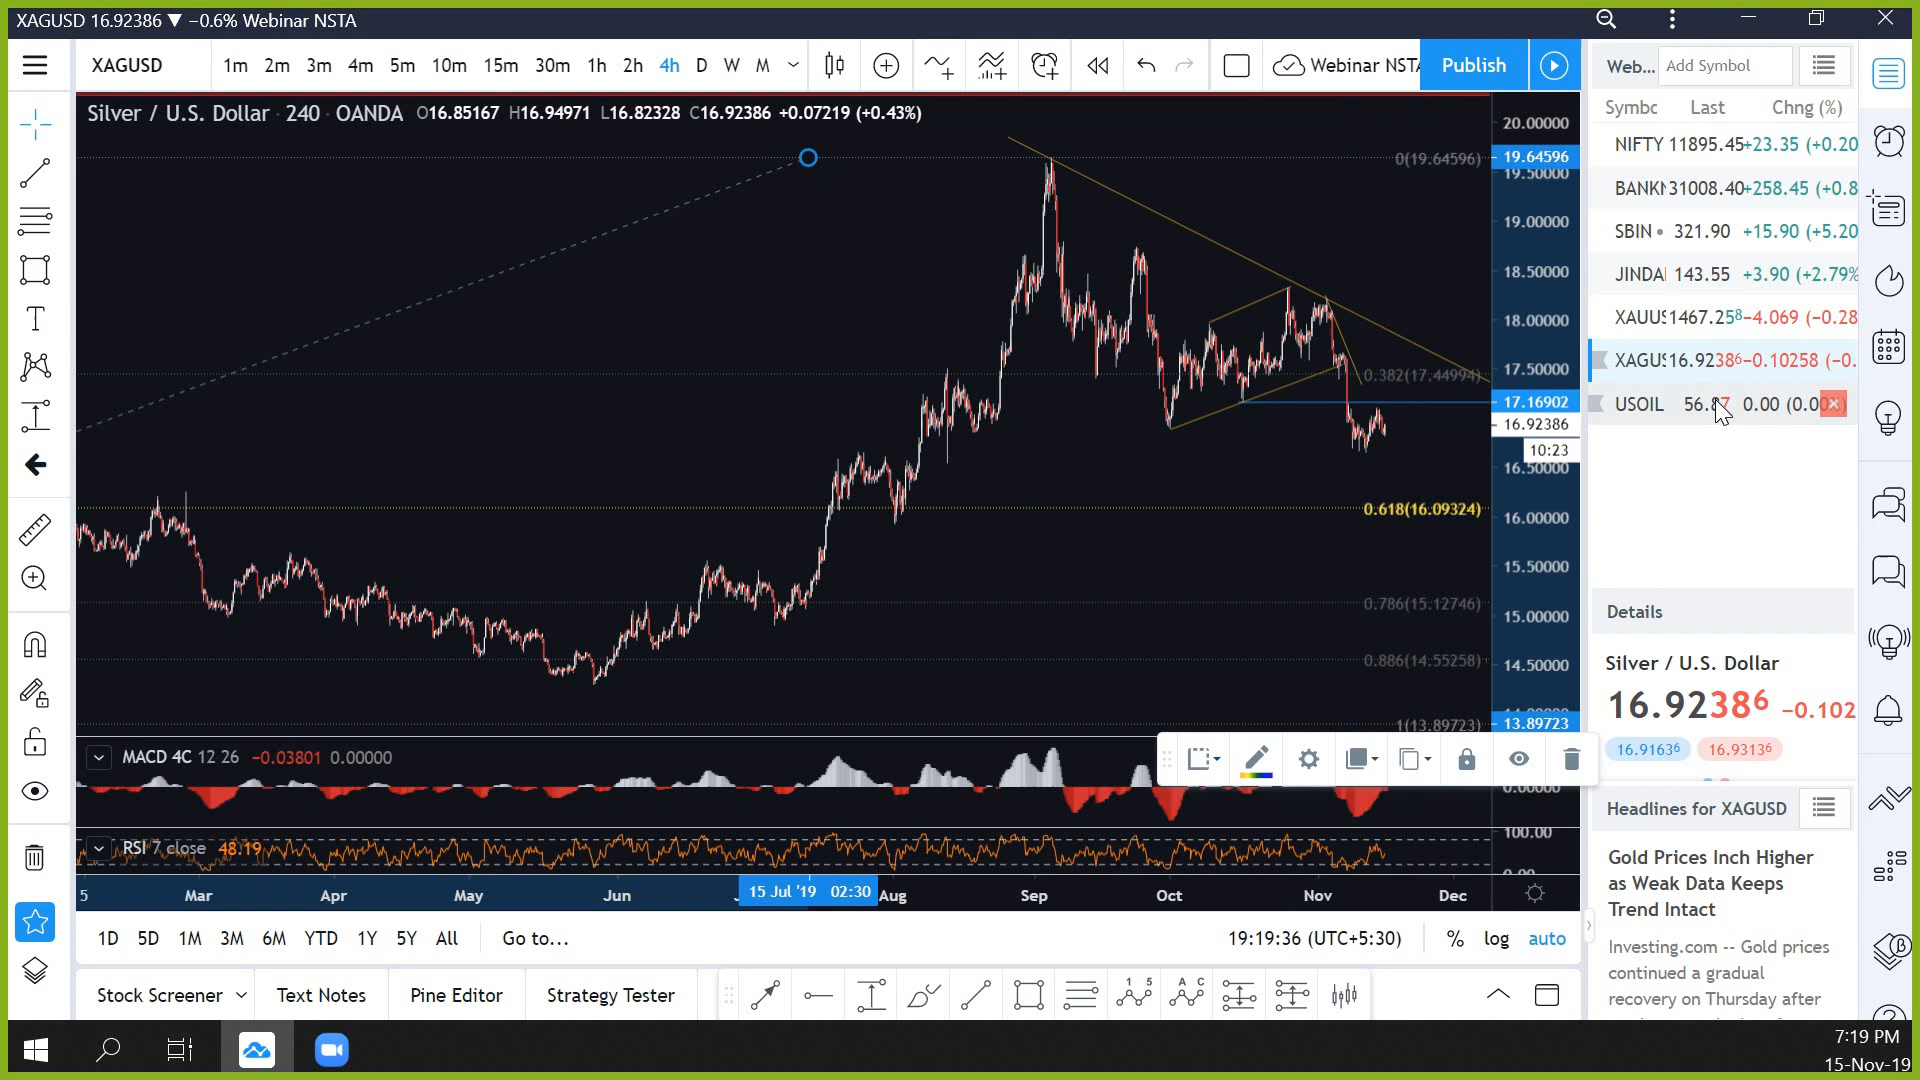 XAGUSD 16.92386 ▼ −0.6% Webinar NSTA
XAGUSD 1m 2m 3m 4m 5m 10m 15m 30m 1h 2h 4h D W M Webinar NSTA Publish
Web... Add Symbol
Silver / U.S. Dollar · 240 · OANDA O16.85167 H16.94971 L16.82328 C16.92386 +0.07219 (+0.43%)
Last Chng (%)
NIFTY 11895.45 +23.35 (+0.20
31008.40 +258.45 (+0.8
SBIN 321.90 +15.90 (+5.20
JINDAL 143.55 +3.90 (+2.79%
1467.258 −4.069 (−0.28
16.92386 −0.10258 (−0.
USOIL 0.00
20.00000
0(19.64596) 19.64596
19.50000
19.00000
18.50000
18.00000
17.50000
0.382(17.44994)
17.16902
16.92386
10:23
16.50000
0.618(16.09324)
16.00000
15.50000
0.786(15.12746)
15.00000
0.886(14.55258)
14.50000
1(13.89723) 13.89723
Details
Silver / U.S. Dollar
16.92386 −0.102
16.91636 16.93136
MACD 4C 12 26 −0.03801 0.00000
0.00000
RSI 7 close 48.19
100.00
0.00
5 Mar Apr May Jun 15 Jul '19 02:30 Aug Sep Oct Nov Dec
1D 5D 1M 3M 6M YTD 1Y 5Y All Go to... 19:19:36 (UTC+5:30) % log auto
Stock Screener Text Notes Pine Editor Strategy Tester
Headlines for XAGUSD
Gold Prices Inch Higher
as Weak Data Keeps
Trend Intact
Investing.com -- Gold prices
continued a gradual
recovery on Thursday after
7:19 PM
15-Nov-19